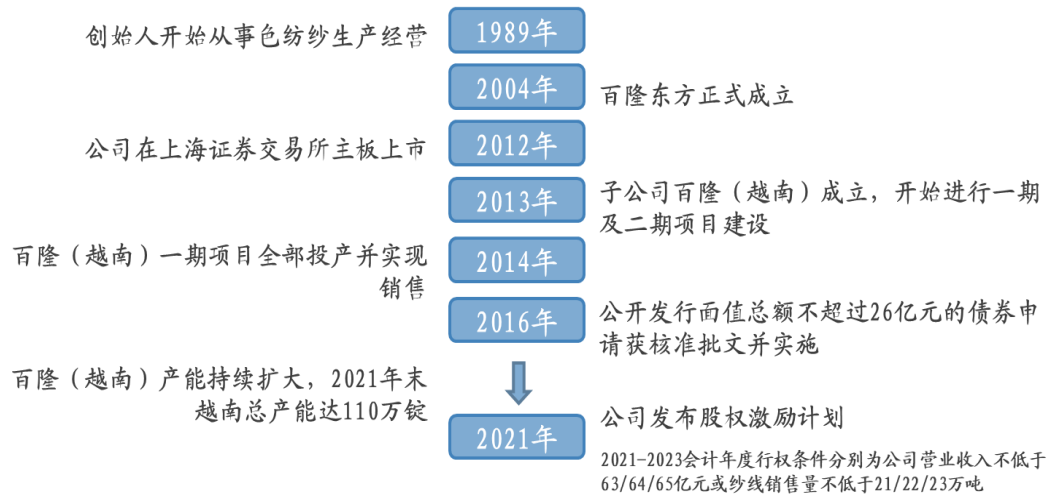 创始人开始从事色纺纱生产经营
1989年
2004年
百隆东方正式成立
公司在上海证券交易所主板上市
2012年
2013年
子公司百隆（越南）成立，开始进行一期
及二期项目建设
百隆（越南）一期项目全部投产并实现
销售
2014年
2016年
公开发行面值总额不超过26亿元的债券申
请获核准批文并实施
百隆（越南）产能持续扩大，2021年末
越南总产能达110万锭
2021年
公司发布股权激励计划
2021-2023会计年度行权条件分别为公司营业收入不低于
63/64/65亿元或纱线销售量不低于21/22/23万吨